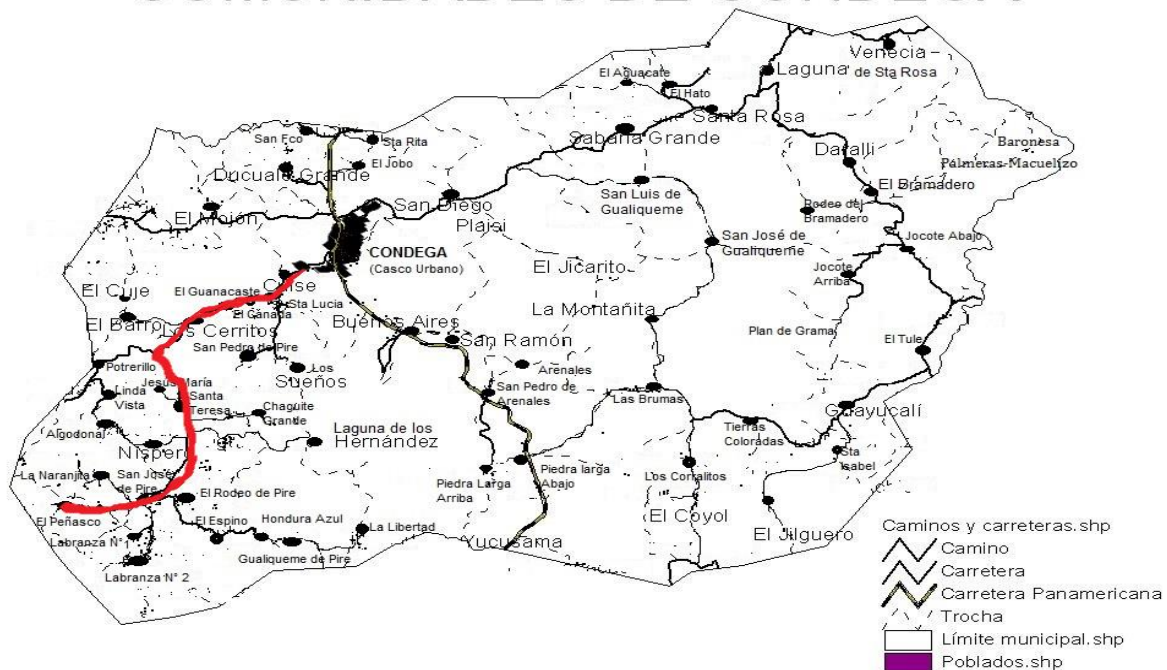 Venecia
de Sta Rosa
El Aguacate
Laguna
El Hato
Santa Rosa
San Fco
Sta Rita
Sabana Grande
Baronesa
El Jobo
Daralli
Palmeras-Macuelizo
Ducuale Grande
El Bramadero
San Diego
San Luis de
Gualiqueme
Rodeo del
Bramadero
El Mojón
Plaisi
San José de
Gualiqueme
Jocote Abajo
CONDEGA
(Casco Urbano)
El Jicarito
Jocote
Arriba
El Cuje
El Guanacaste
Sta Lucia
El Cañada
La Montañita
El Barro
Los Cerritos
Buenos Aires
Plan de Grama
San Ramón
El Tule
San Pedro de Pire
Potrerillo
Los
Sueños
Arenales
Jesus María
San Pedro de
Arenales
Linda
Vista
Santa
Teresa
Las Brumas
Chaguite
Grande
Guayucalí
Algodonal
Laguna de los
Hernández
Tierras
Coloradas
Níspero
Sta
Isabel
La Naranjita
San José
de Pire
Piedra Larga
Arriba
Piedra larga
Abajo
Los Corralitos
El Rodeo de Pire
El Peñasco
El Espino
Hondura Azul
La Libertad
El Coyol
El Jilguero
Labranza N° 1
Yucusama
Gualiqueme de Pire
Labranza N° 2
Caminos y carreteras.shp
Camino
Carretera
Carretera Panamericana
Trocha
Límite municipal.shp
Poblados.shp